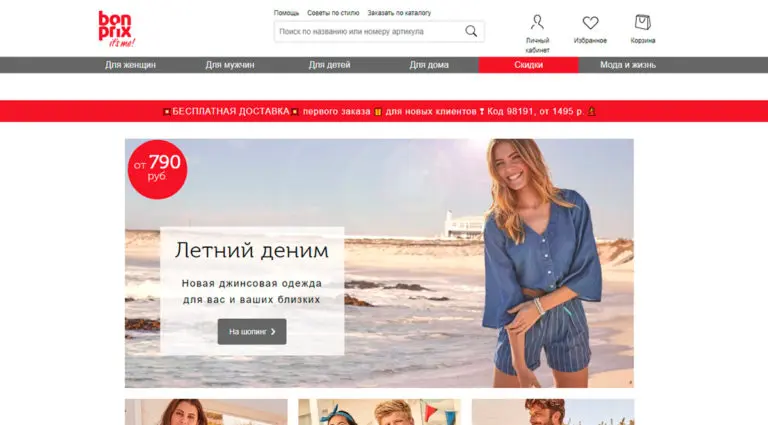 bon
prix
it's me!
Помощь Советы по стилю Заказать по каталогу
Поиск по названию или номеру артикула
Личный
кабинет
Избранное
Корзина
Для женщин Для мужчин Для детей Для дома Скидки Мода и жизнь
БЕСПЛАТНАЯ ДОСТАВКА первого заказа для новых клиентов ❣ Код 98191, от 1495 р.
от 790
руб
Летний деним
Новая джинсовая одежда
для вас и ваших близких
На шопинг